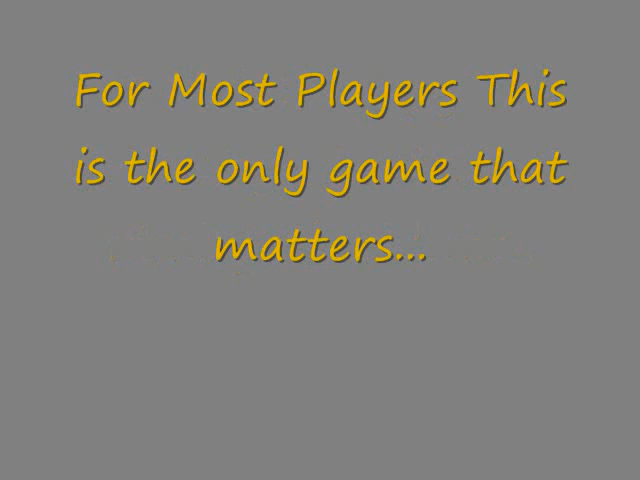 For Most Players This
is the only game that
matters...